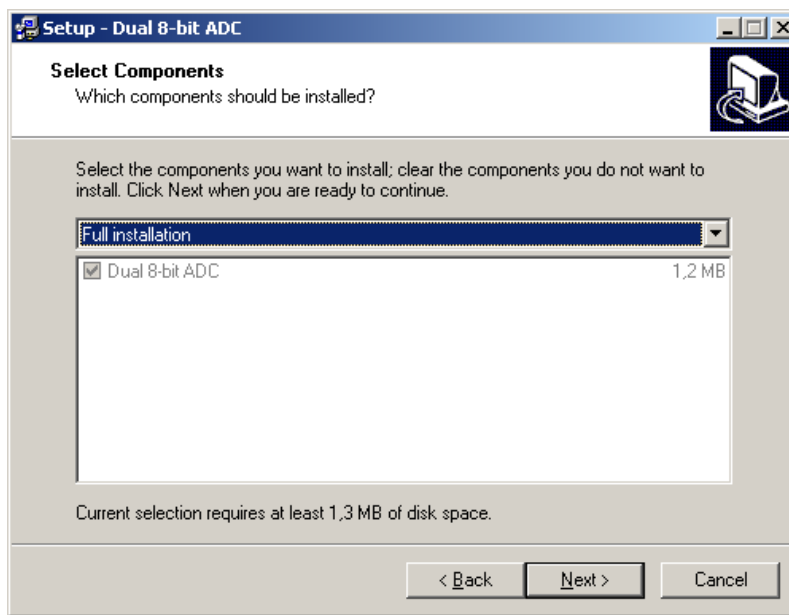 Setup - Dual 8-bit ADC
Select Components
Which components should be installed?
Select the components you want to install; clear the components you do not want to
install. Click Next when you are ready to continue.
Full installation
Dual 8-bit ADC 1,2 MB
Current selection requires at least 1,3 MB of disk space.
< Back Next > Cancel